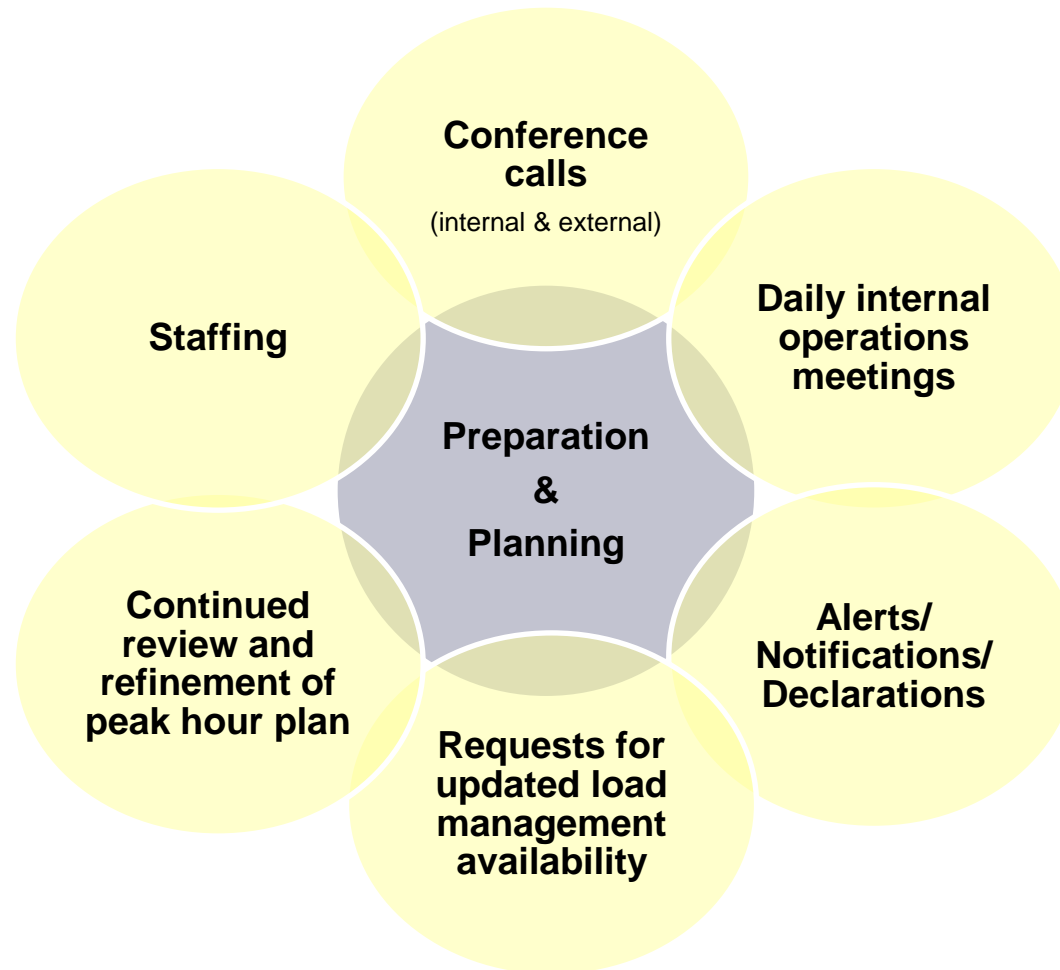 Conference
calls
(internal & external)
Daily internal
operations
meetings
Alerts/
Notifications/
Declarations
Requests for
updated load
management
availability
Continued
review and
refinement of
peak hour plan
Staffing
Preparation
&
Planning